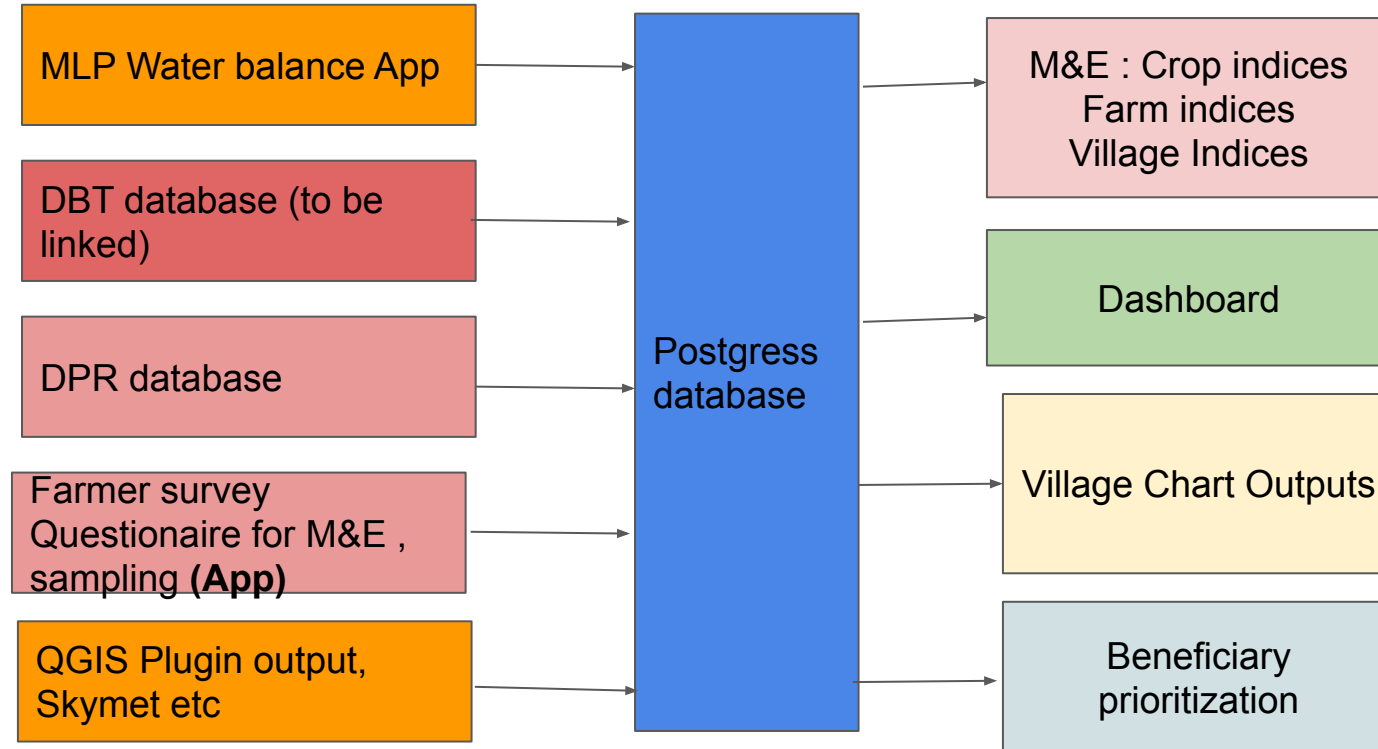 MLP Water balance App
DBT database (to be
linked)
DPR database
Farmer survey
Questionaire for M&E ,
sampling (App)
QGIS Plugin output,
Skymet etc
Postgress
database
M&E : Crop indices
Farm indices
Village Indices
Dashboard
Village Chart Outputs
Beneficiary
prioritization